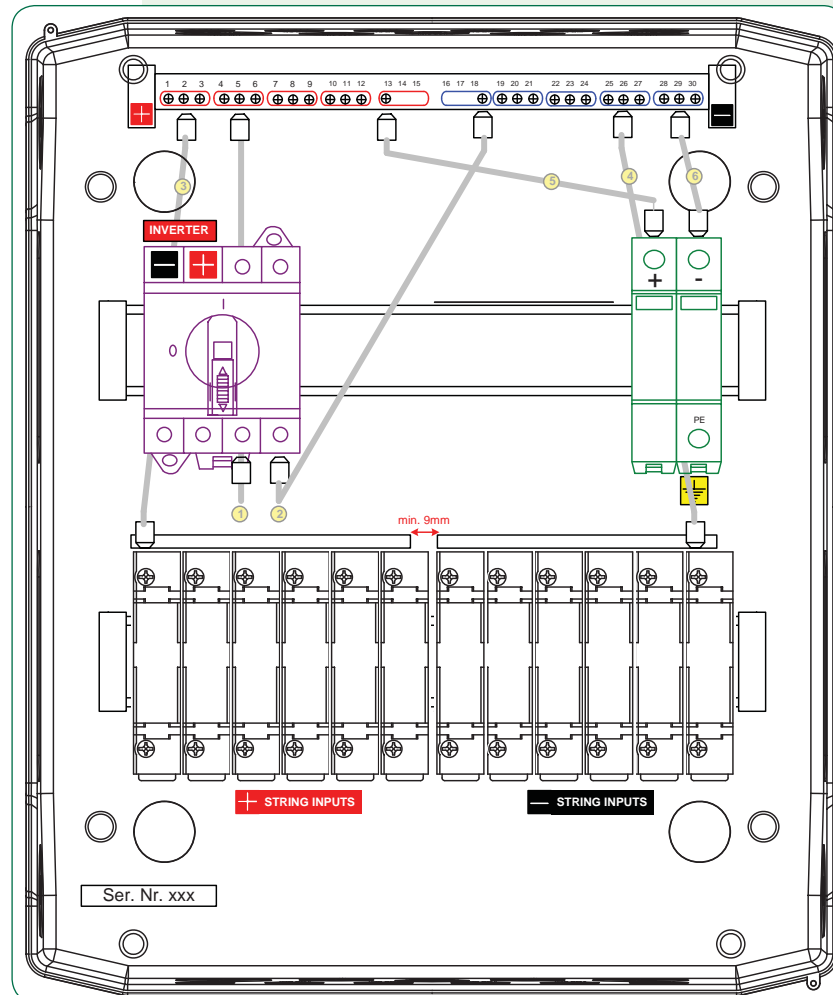 1 2 3 4 5 6 7 8 9 10 11 12 13 14 15 16 17 18 19 20 21 22 23 24 25 26 27 28 29 30
+ −
3 5 4 6
INVERTER
− +
+ -
I
0
PE
1 2
min. 9mm
+ STRING INPUTS − STRING INPUTS
Ser. Nr. xxx